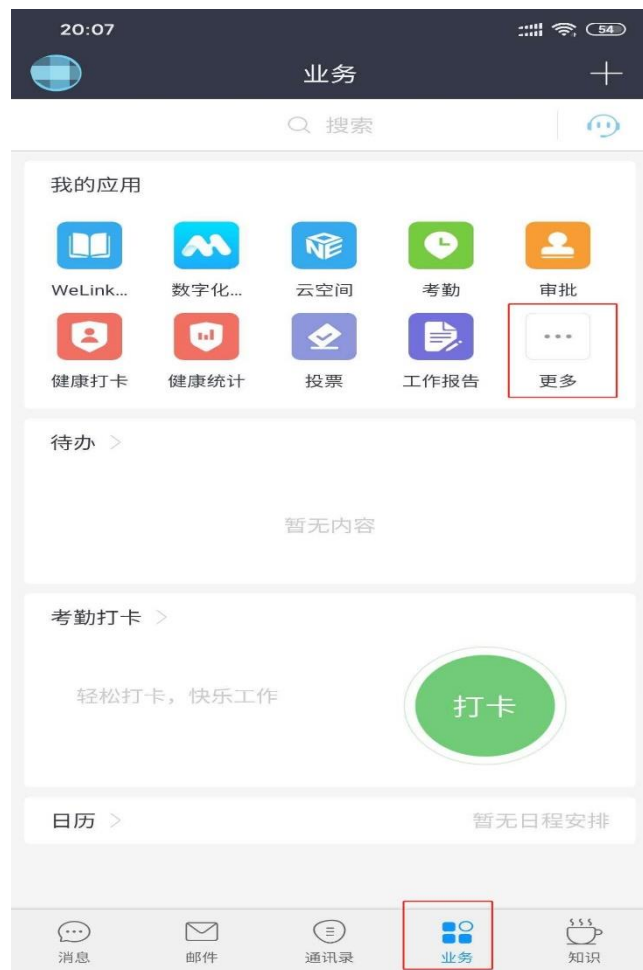 20:07
54
业务
搜索
我的应用
WeLink... 数字化... 云空间 考勤 审批
健康打卡 健康统计 投票 工作报告 更多
待办
暂无内容
考勤打卡
轻松打卡，快乐工作
打卡
日历 暂无日程安排
消息 邮件 通讯录 业务 知识